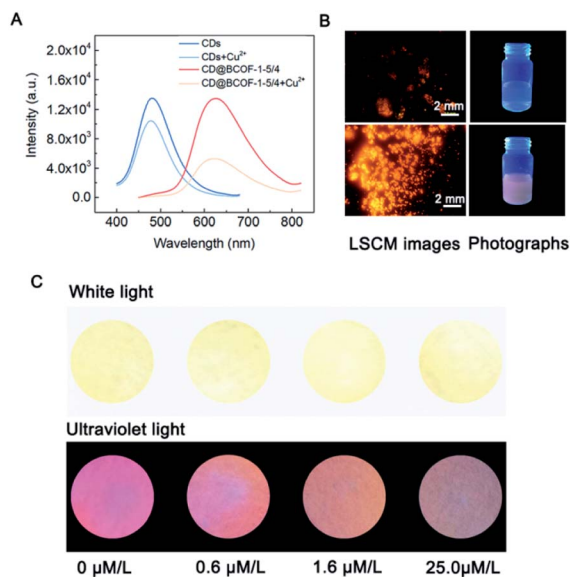 A
Intensity (a.u.)
2.0x10⁴
1.6x10⁴
1.2x10⁴
8.0x10³
4.0x10³
0.0
CDs
CDs+Cu²⁺
CD@BCOF-1-5/4
CD@BCOF-1-5/4+Cu²⁺
400 500 600 700 800
Wavelength (nm)
B
2 mm
2 mm
LSCM images Photographs
C
White light
Ultraviolet light
0 µM/L 0.6 µM/L 1.6 µM/L 25.0µM/L